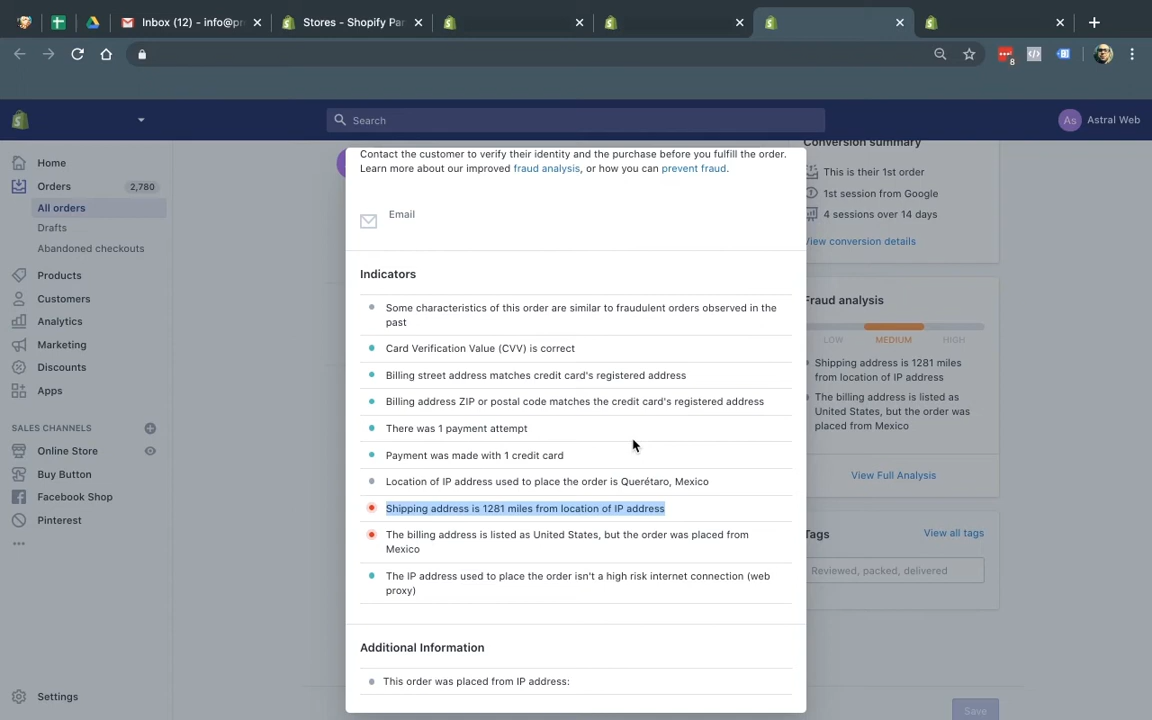 Inbox (12) - info@pr
Stores - Shopify Par
8
Search
As
Astral Web
Home
Orders
2,780
All orders
Drafts
Abandoned checkouts
Products
Customers
Analytics
Marketing
Discounts
Apps
SALES CHANNELS
Online Store
Buy Button
Facebook Shop
Pinterest
Settings
Contact the customer to verify their identity and the purchase before you fulfill the order.
Learn more about our improved fraud analysis, or how you can prevent fraud.
Email
Indicators
Some characteristics of this order are similar to fraudulent orders observed in the
past
Card Verification Value (CVV) is correct
Billing street address matches credit card's registered address
Billing address ZIP or postal code matches the credit card's registered address
There was 1 payment attempt
Payment was made with 1 credit card
Location of IP address used to place the order is Querétaro, Mexico
Shipping address is 1281 miles from location of IP address
The billing address is listed as United States, but the order was placed from
Mexico
The IP address used to place the order isn't a high risk internet connection (web
proxy)
Additional Information
This order was placed from IP address:
Conversion summary
This is their 1st order
1st session from Google
4 sessions over 14 days
View conversion details
Fraud analysis
LOW MEDIUM HIGH
Shipping address is 1281 miles
from location of IP address
The billing address is listed as
United States, but the order was
placed from Mexico
View Full Analysis
Tags
View all tags
Reviewed, packed, delivered
Save